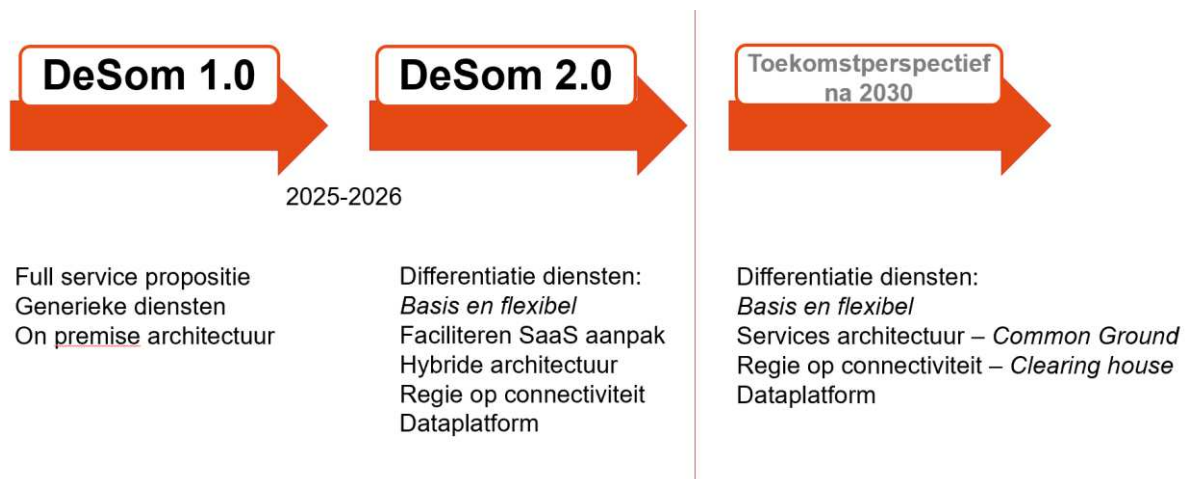 DeSom 1.0
DeSom 2.0
Toekomstperspectief
na 2030
2025-2026
Full service propositie
Generieke diensten
On premise architectuur
Differentiatie diensten:
Basis en flexibel
Faciliteren SaaS aanpak
Hybride architectuur
Regie op connectiviteit
Dataplatform
Differentiatie diensten:
Basis en flexibel
Services architectuur – Common Ground
Regie op connectiviteit – Clearing house
Dataplatform